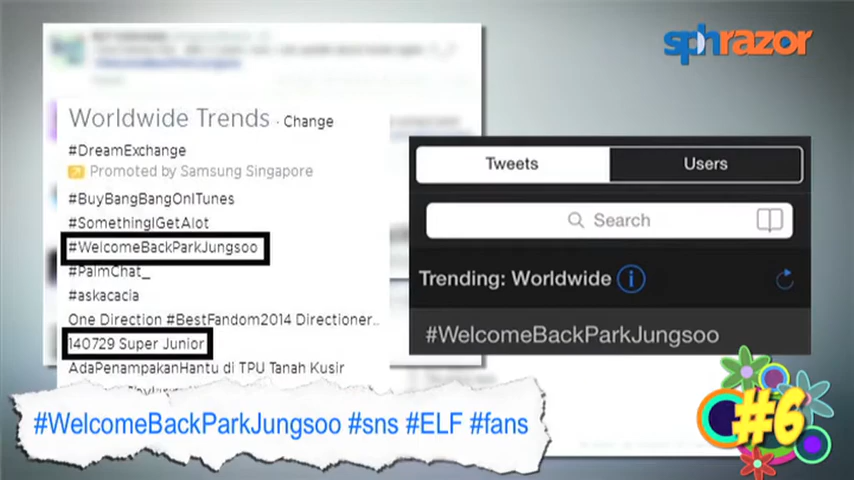 sphrazor
Worldwide Trends · Change
#DreamExchange
Promoted by Samsung Singapore
#BuyBangBangOnITunes
#SomethingIGetAlot
#WelcomeBackParkJungsoo
#PalmChat_
#askacacia
One Direction #BestFandom2014 Directioner..
140729 Super Junior
AdaPenampakanHantu di TPU Tanah Kusir
Tweets
Users
Search
Trending: Worldwide
#WelcomeBackParkJungsoo
#WelcomeBackParkJungsoo #sns #ELF #fans
#6